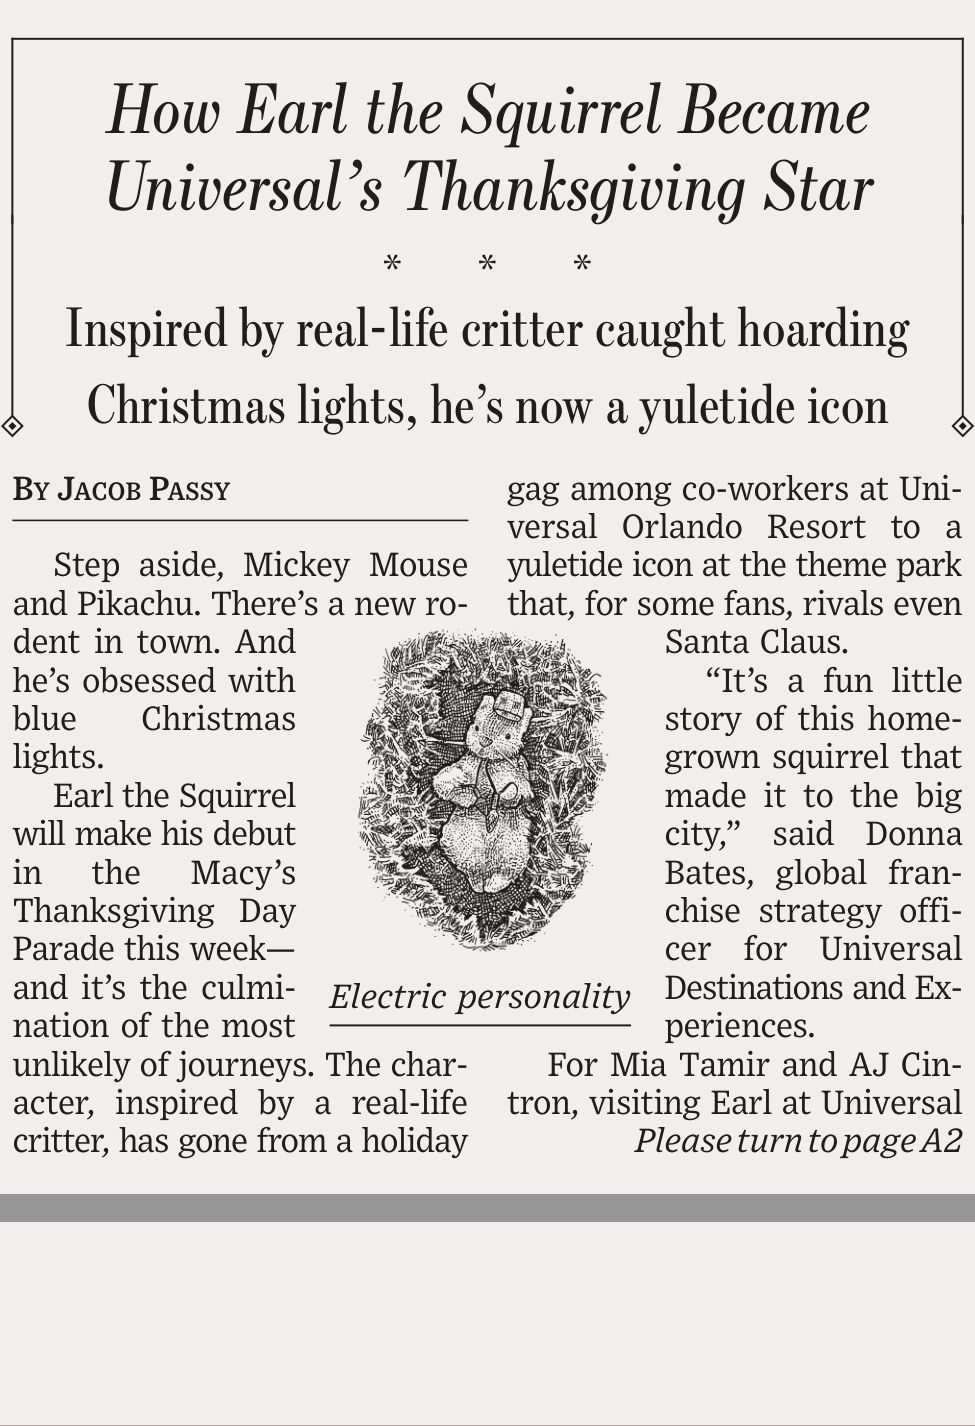 How Earl the Squirrel Became
Universal’s Thanksgiving Star
* * *
Inspired by real-life critter caught hoarding
Christmas lights, he’s now a yuletide icon
By Jacob Passy
Step aside, Mickey Mouse
and Pikachu. There’s a new ro-
dent in town. And
he’s obsessed with
blue Christmas
lights.
Earl the Squirrel
will make his debut
in the Macy’s
Thanksgiving Day
Parade this week—
and it’s the culmi-
nation of the most
unlikely of journeys. The char-
acter, inspired by a real-life
critter, has gone from a holiday
Electric personality
gag among co-workers at Uni-
versal Orlando Resort to a
yuletide icon at the theme park
that, for some fans, rivals even
Santa Claus.
“It’s a fun little
story of this home-
grown squirrel that
made it to the big
city,” said Donna
Bates, global fran-
chise strategy offi-
cer for Universal
Destinations and Ex-
periences.
For Mia Tamir and AJ Cin-
tron, visiting Earl at Universal
Please turn to page A2